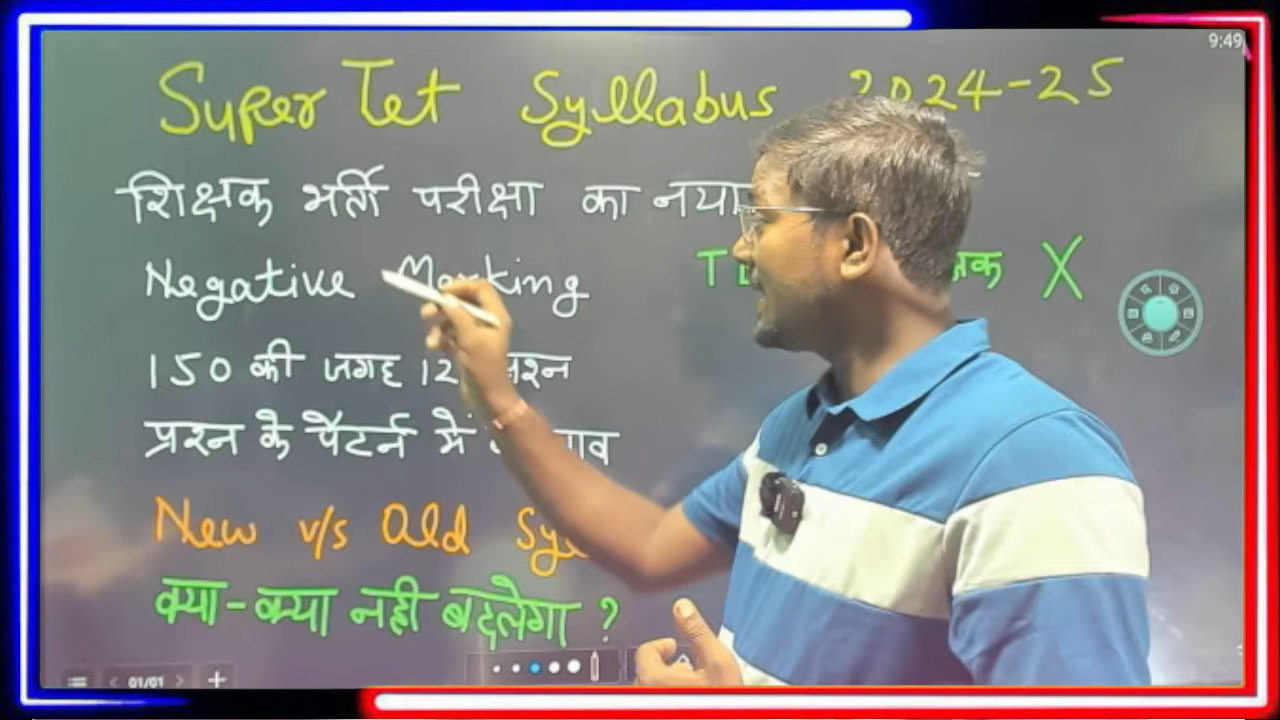 9:49
Super Tet Syllabus 2024-25
शिक्षक भर्ती परीक्षा का नया
Negative Marking X
150 की जगह
प्रश्न के पैटर्न में
New v/s Old
क्या-क्या नही बदलेगा ?
01/01